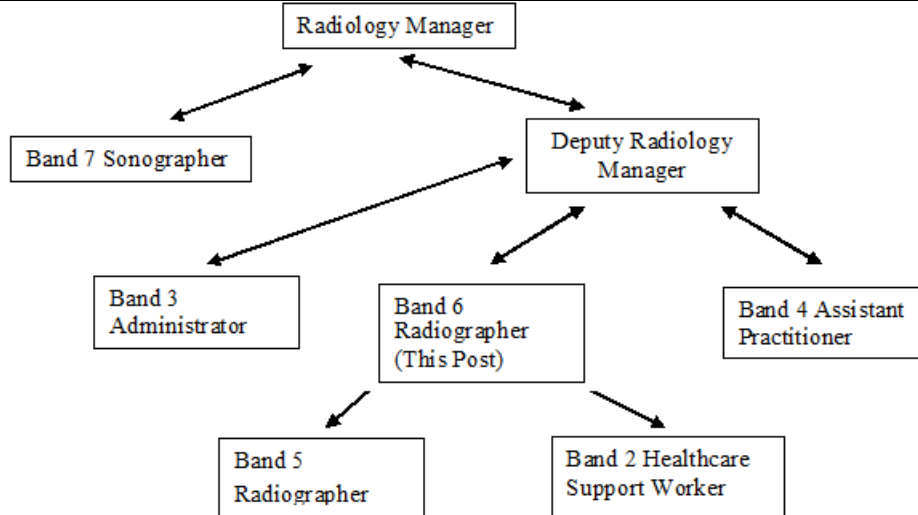 Radiology Manager
Band 7 Sonographer
Deputy Radiology
Manager
Band 3
Administrator
Band 6
Radiographer
(This Post)
Band 4 Assistant
Practitioner
Band 5
Radiographer
Band 2 Healthcare
Support Worker